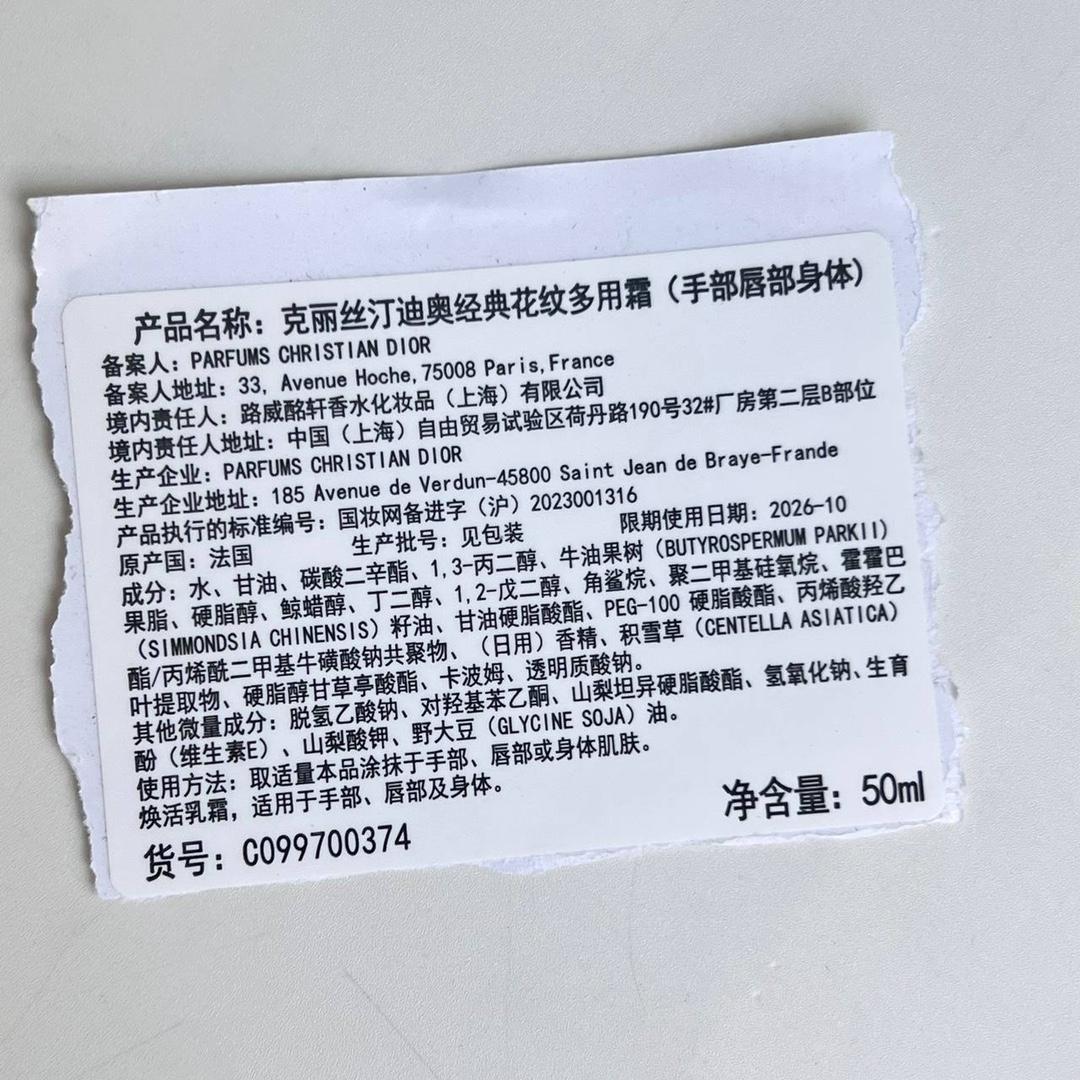 产品名称：克丽丝汀迪奥经典花纹多用霜（手部唇部身体）
备案人：PARFUMS CHRISTIAN DIOR
备案人地址：33, Avenue Hoche,75008 Paris,France
境内责任人：路威酩轩香水化妆品（上海）有限公司
境内责任人地址：中国（上海）自由贸易试验区荷丹路190号32#厂房第二层B部位
生产企业：PARFUMS CHRISTIAN DIOR
生产企业地址：185 Avenue de Verdun-45800 Saint Jean de Braye-Frande
产品执行的标准编号：国妆网备进字（沪）2023001316
原产国：法国 生产批号：见包装 限期使用日期：2026-10
成分：水、甘油、碳酸二辛酯、1,3-丙二醇、牛油果树（BUTYROSPERMUM PARKII）
果脂、硬脂醇、鲸蜡醇、丁二醇、1,2-戊二醇、角鲨烷、聚二甲基硅氧烷、霍霍巴
（SIMMONDSIA CHINENSIS）籽油、甘油硬脂酸酯、PEG-100 硬脂酸酯、丙烯酸羟乙
酯/丙烯酰二甲基牛磺酸钠共聚物、（日用）香精、积雪草（CENTELLA ASIATICA）
叶提取物、硬脂醇甘草亭酸酯、卡波姆、透明质酸钠。
其他微量成分：脱氢乙酸钠、对羟基苯乙酮、山梨坦异硬脂酸酯、氢氧化钠、生育
酚（维生素E）、山梨酸钾、野大豆（GLYCINE SOJA）油。
使用方法：取适量本品涂抹于手部、唇部或身体肌肤。
焕活乳霜，适用于手部、唇部及身体。
货号：C099700374 净含量：50ml